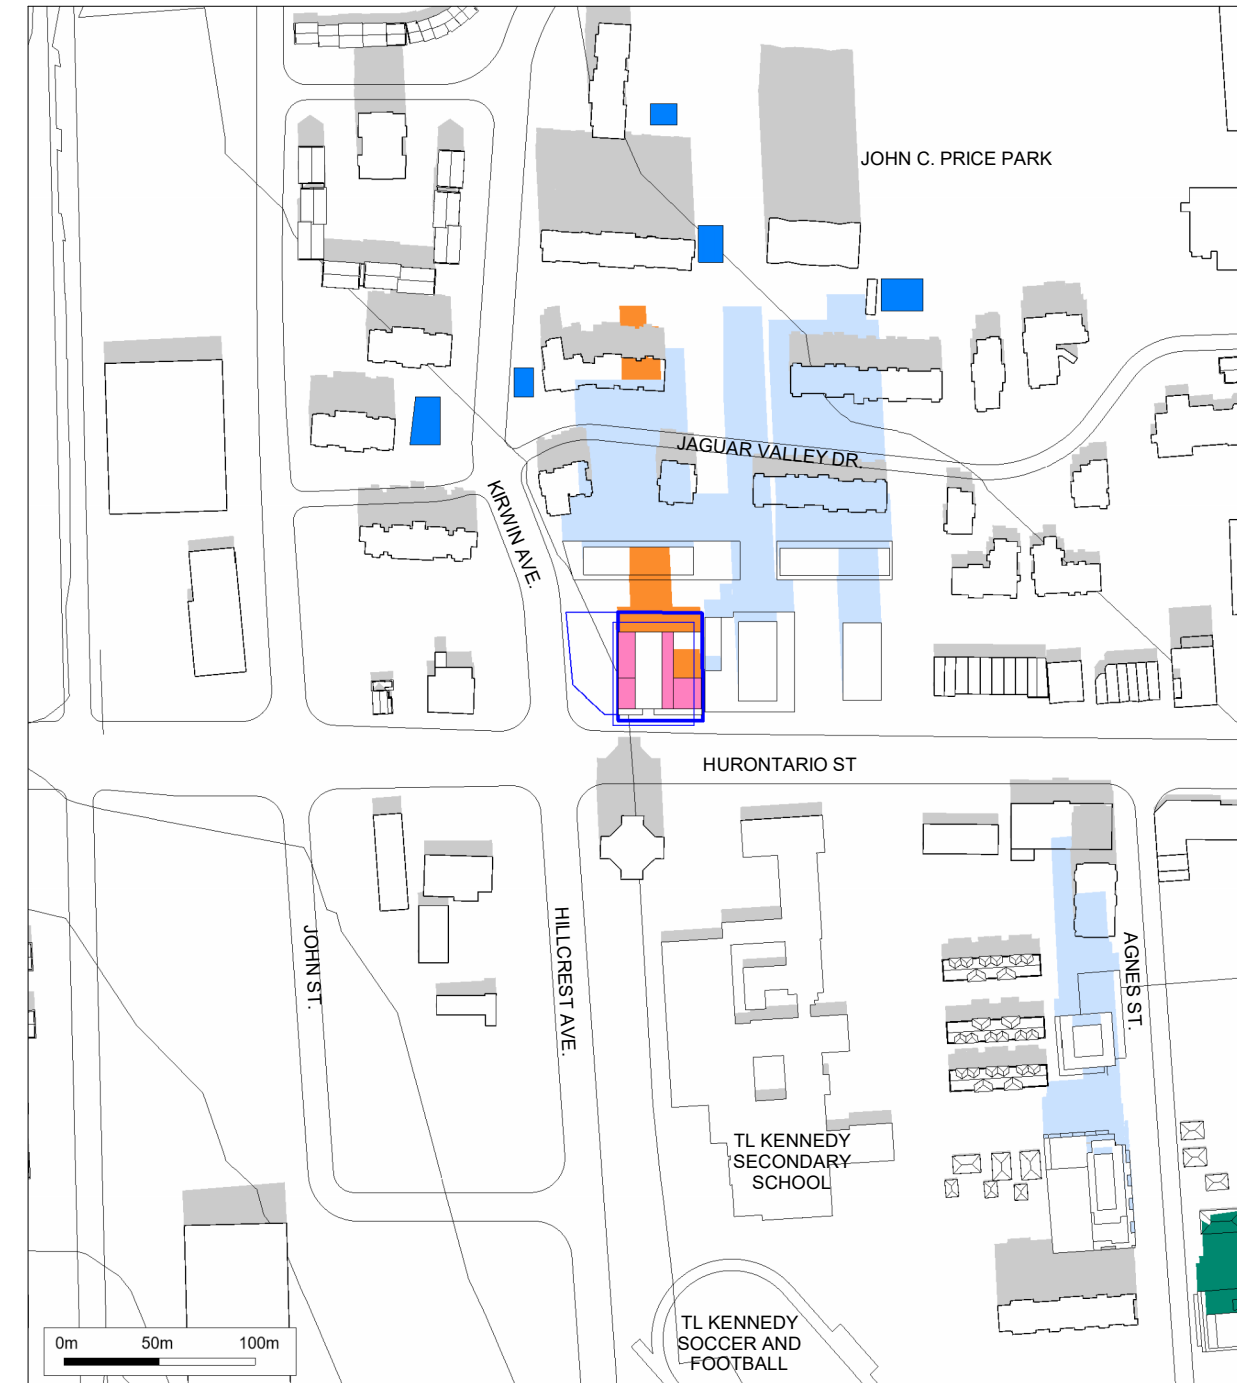 JOHN C. PRICE PARK
JAGUAR VALLEY DR.
KIRWIN AVE.
HURONTARIO ST
JOHN ST.
HILLCREST AVE.
AGNES ST.
TL KENNEDY
SECONDARY
SCHOOL
TL KENNEDY
SOCCER AND
FOOTBALL
0m 50m 100m